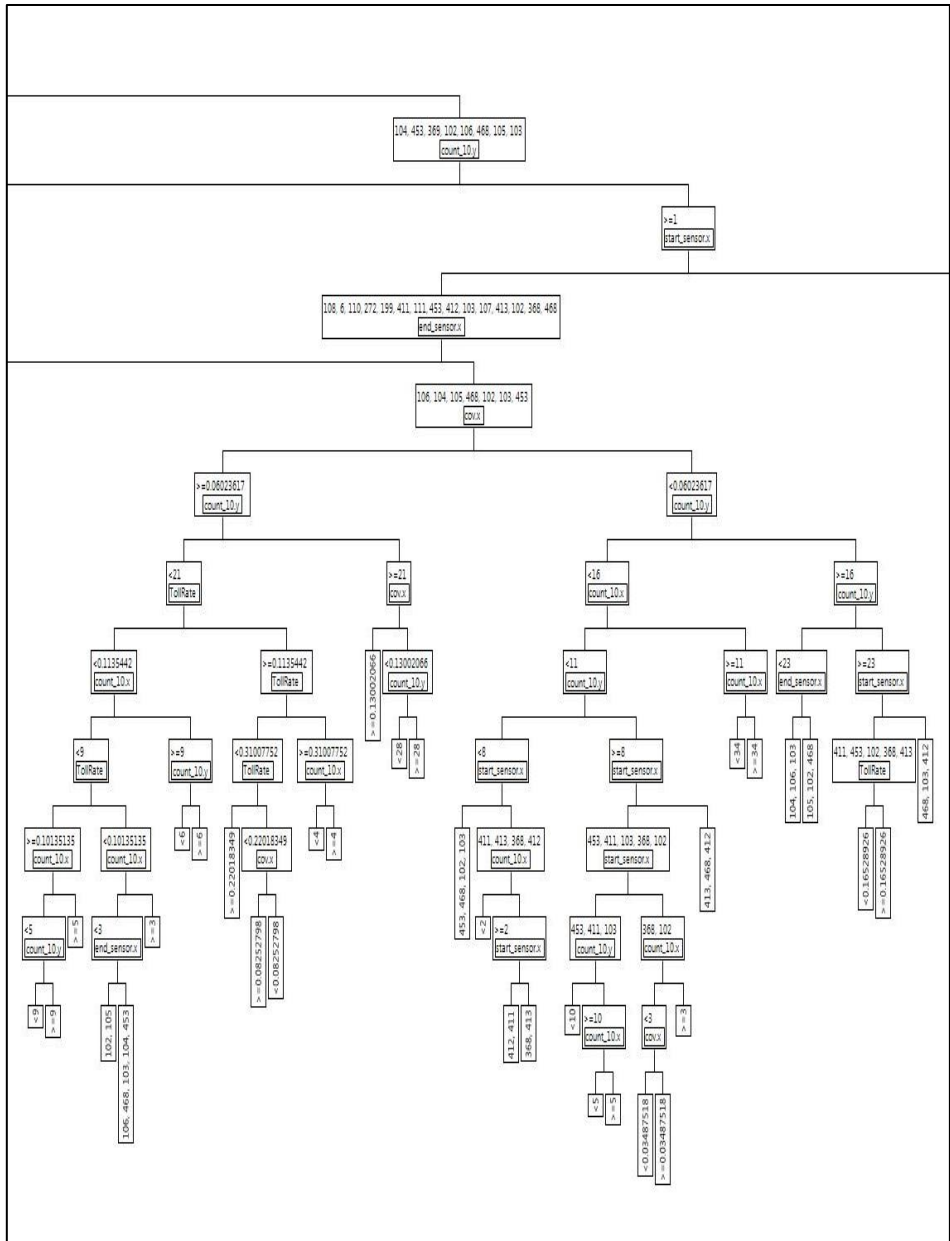 104, 453, 369, 102, 106, 468, 105, 103
count_10.y
>=1
start_sensor.x
108, 6, 110, 272, 199, 411, 111, 453, 412, 103, 107, 413, 102, 368, 468
end_sensor.x
106, 104, 105, 468, 102, 103, 453
cov.x
>=0.06023617
count_10.y
<0.06023617
count_10.y
<21
TollRate
>=21
cov.x
<16
count_10.x
>=16
count_10.y
<0.1135442
count_10.x
>=0.1135442
TollRate
>=0.13002066
<0.13002066
count_10.y
<11
count_10.y
>=11
count_10.x
<23
end_sensor.x
>=23
start_sensor.x
<9
TollRate
>=9
count_10.y
<0.31007752
TollRate
>=0.31007752
count_10.x
<28
>=28
<8
start_sensor.x
>=8
start_sensor.x
<34
>=34
104, 106, 103
105, 102, 468
411, 453, 102, 368, 413
TollRate
468, 103, 412
>=0.10135135
count_10.x
<0.10135135
count_10.x
<6
>=6
>=0.22018349
<0.22018349
cov.x
<4
>=4
453, 468, 102, 103
411, 413, 368, 412
count_10.x
453, 411, 103, 368, 102
start_sensor.x
413, 468, 412
<0.16528926
>=0.16528926
<5
count_10.y
>=5
<3
end_sensor.x
>=3
>=0.08252798
<0.08252798
<2
>=2
start_sensor.x
453, 411, 103
count_10.y
368, 102
count_10.x
<9
>=9
102, 105
106, 468, 103, 104, 453
412, 411
368, 413
<10
>=10
count_10.x
<3
cov.x
>=3
<5
>=5
<0.03487518
>=0.03487518